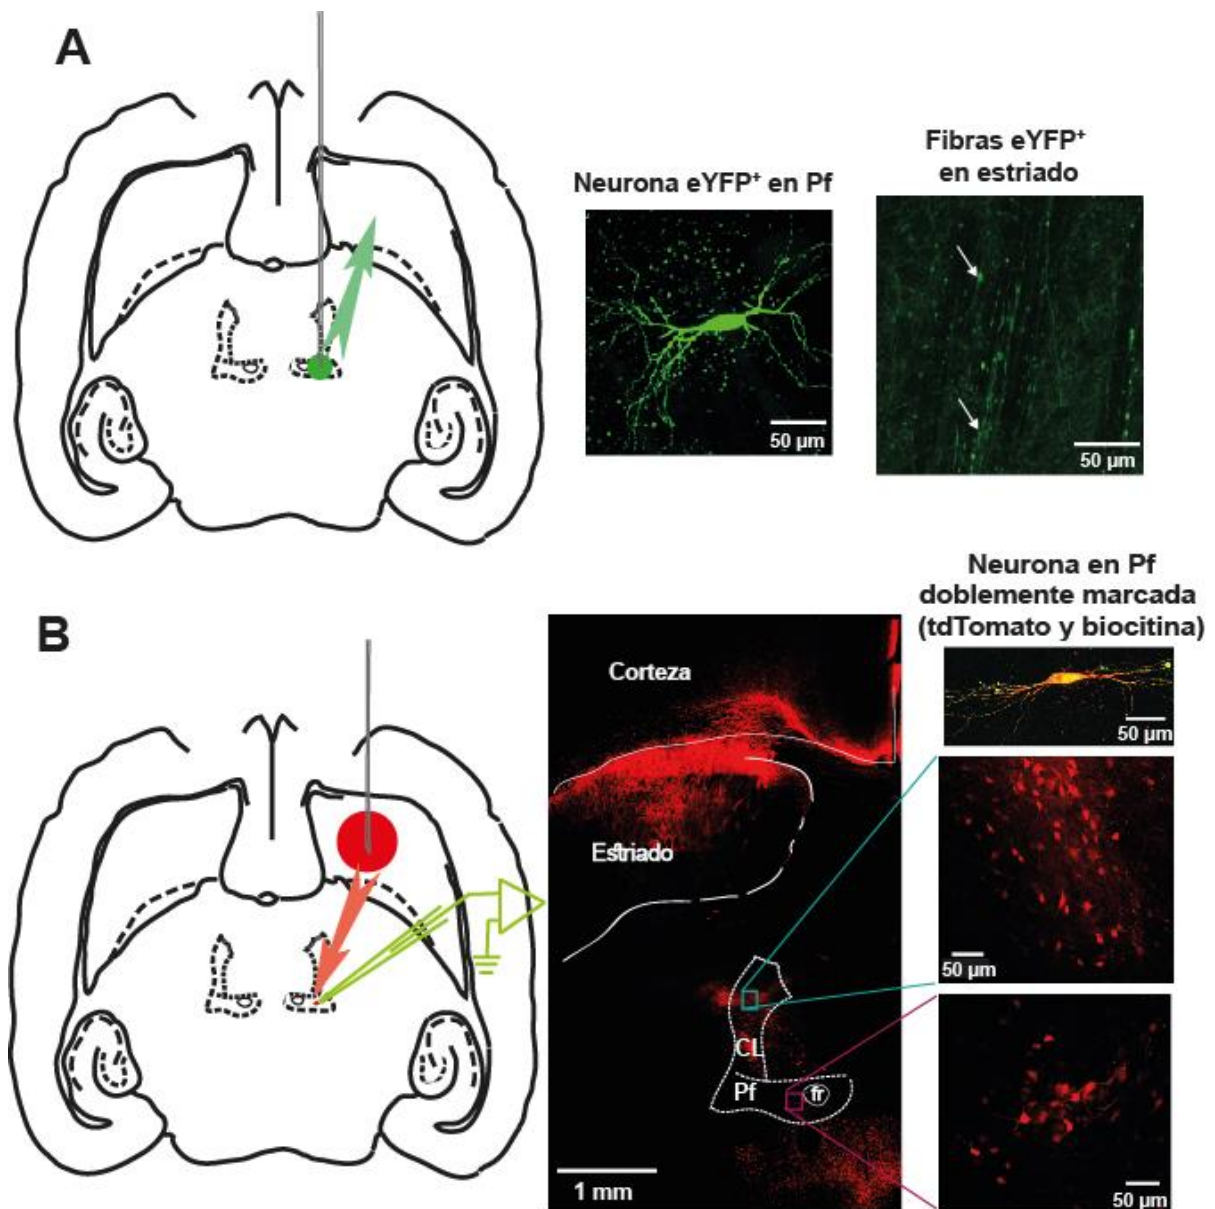 A
Neurona eYFP⁺ en Pf
50 µm
Fibras eYFP⁺
en estriado
50 µm
B
Corteza
Estriado
CL
Pf
fr
1 mm
Neurona en Pf
doblemente marcada
(tdTomato y biocitina)
50 µm
50 µm
50 µm